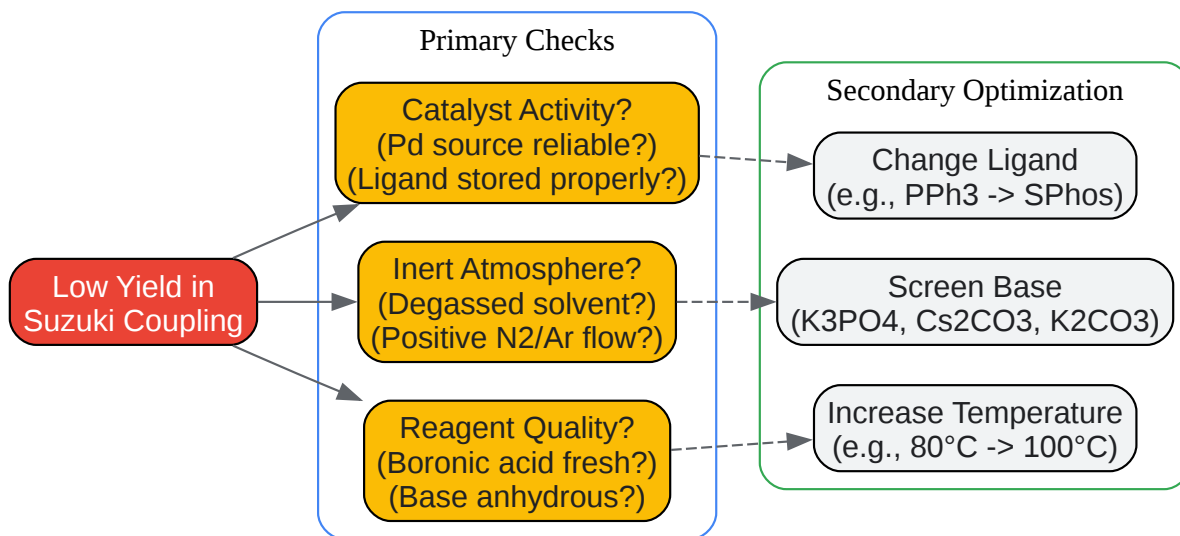 Low Yield in
Suzuki Coupling
Primary Checks
Catalyst Activity?
(Pd source reliable?)
(Ligand stored properly?)
Inert Atmosphere?
(Degassed solvent?)
(Positive N2/Ar flow?)
Reagent Quality?
(Boronic acid fresh?)
(Base anhydrous?)
Secondary Optimization
Change Ligand
(e.g., PPh3 -> SPhos)
Screen Base
(K3PO4, Cs2CO3, K2CO3)
Increase Temperature
(e.g., 80°C -> 100°C)